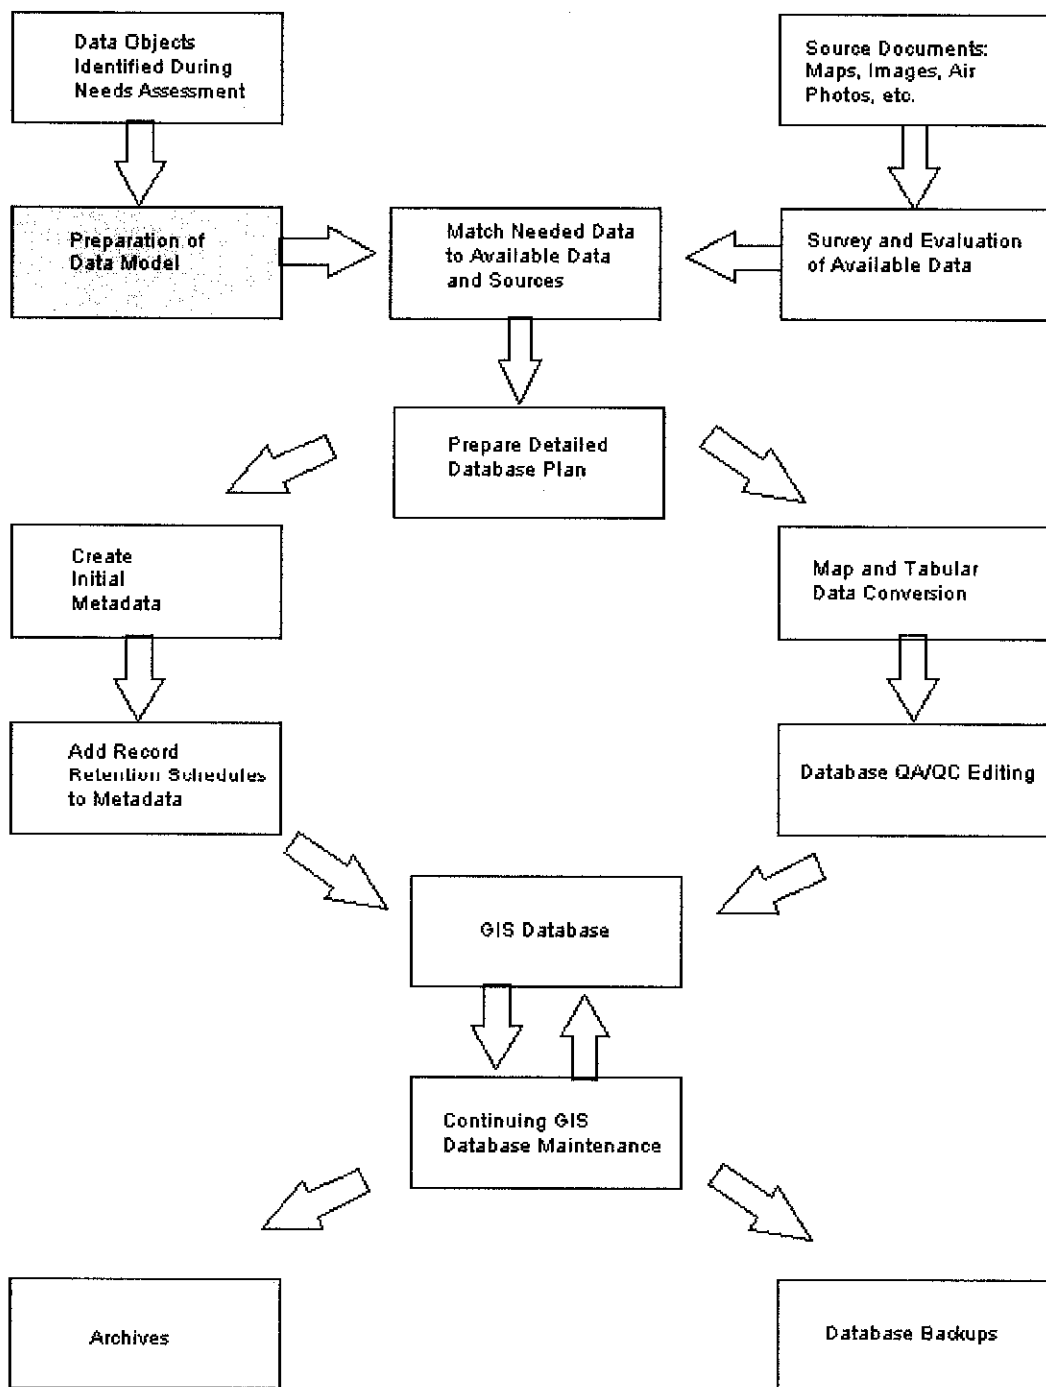 Data Objects
Identified During
Needs Assessment
Source Documents:
Maps, Images, Air
Photos, etc.
Preparation of
Data Model
Match Needed Data
to Available Data
and Sources
Survey and Evaluation
of Available Data
Prepare Detailed
Database Plan
Create
Initial
Metadata
Map and Tabular
Data Conversion
Add Record
Retention Schedules
to Metadata
Database QA/QC Editing
GIS Database
Continuing GIS
Database Maintenance
Archives
Database Backups